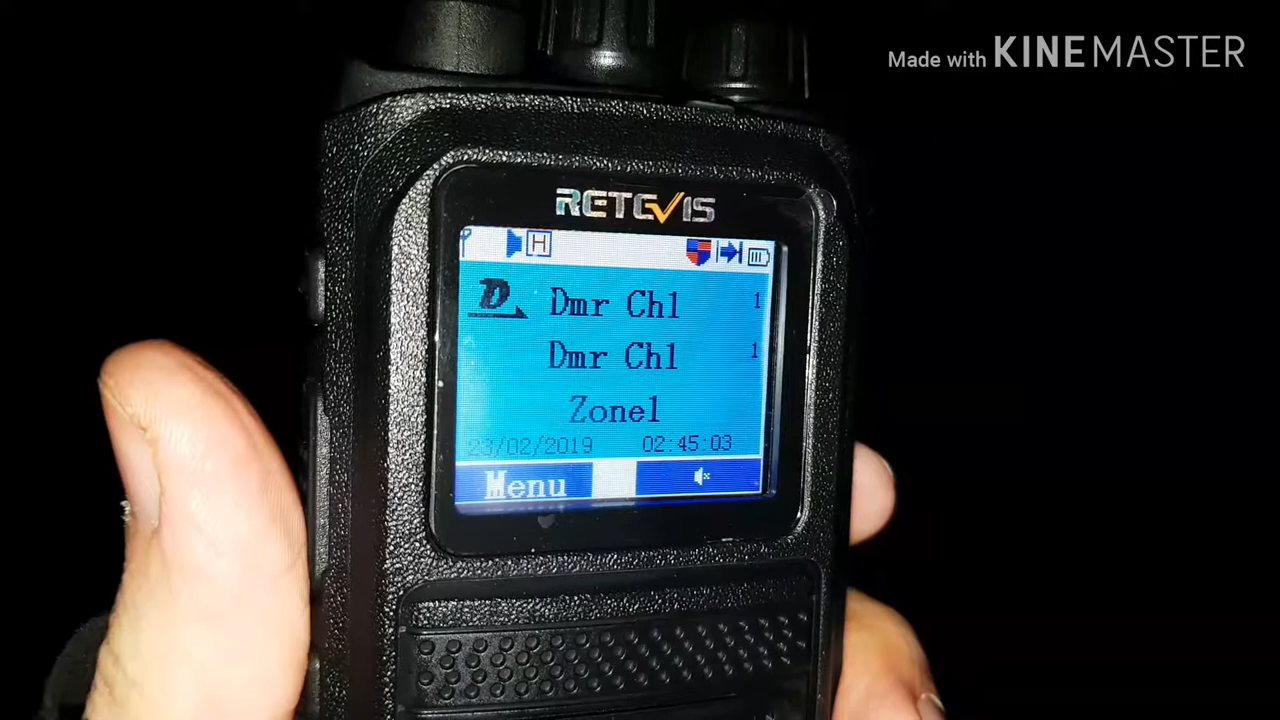 Made with KINEMASTER
RETEVIS
H
D Dmr Ch1 1
Dmr Ch1 1
Zone1
23/02/2019 02:45:03
Menu